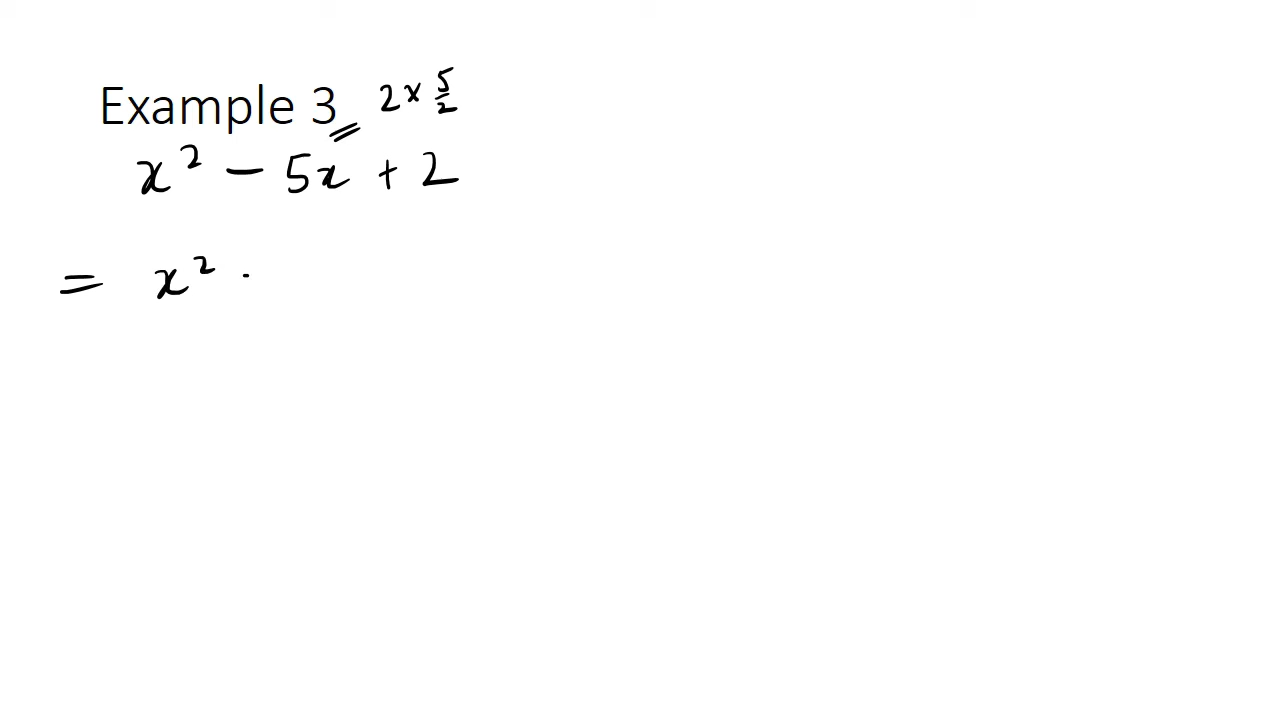 Example 3 2 × 5/2
x² − 5x + 2
= x² -